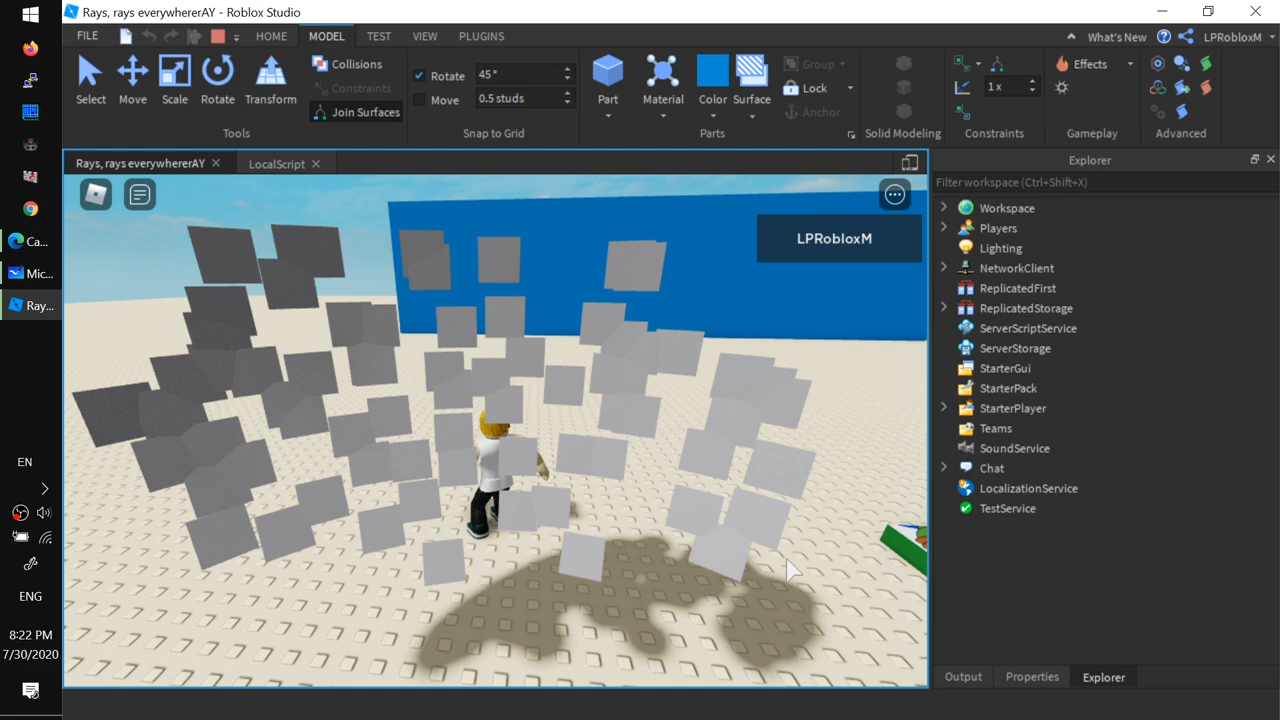 Rays, rays everywhererAY - Roblox Studio
FILE
HOME
MODEL
TEST
VIEW
PLUGINS
What's New
LPRobloxM
Select
Move
Scale
Rotate
Transform
Collisions
Constraints
Join Surfaces
Tools
Rotate
45 °
Move
0.5 studs
Snap to Grid
Part
Material
Color
Surface
Group
Lock
Anchor
Parts
Solid Modeling
1 x
Constraints
Effects
Gameplay
Advanced
Rays, rays everywhererAY
LocalScript
LPRobloxM
Explorer
Filter workspace (Ctrl+Shift+X)
Workspace
Players
Lighting
NetworkClient
ReplicatedFirst
ReplicatedStorage
ServerScriptService
ServerStorage
StarterGui
StarterPack
StarterPlayer
Teams
SoundService
Chat
LocalizationService
TestService
Output
Properties
Explorer
Ca...
Mic...
Ray...
EN
ENG
8:22 PM
7/30/2020